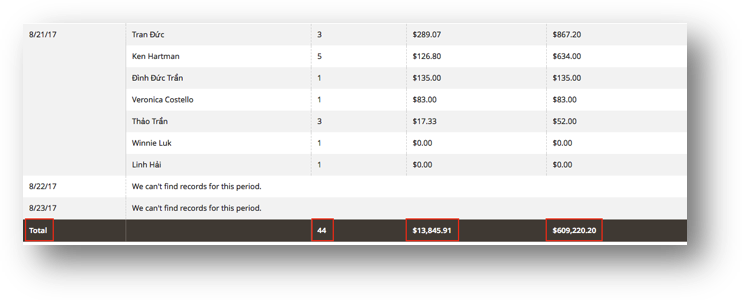 8/21/17 Tran Đức 3 $289.07 $867.20
Ken Hartman 5 $126.80 $634.00
Đình Đức Trần 1 $135.00 $135.00
Veronica Costello 1 $83.00 $83.00
Thảo Trần 3 $17.33 $52.00
Winnie Luk 1 $0.00 $0.00
Linh Hải 1 $0.00 $0.00
8/22/17 We can't find records for this period.
8/23/17 We can't find records for this period.
Total 44 $13,845.91 $609,220.20